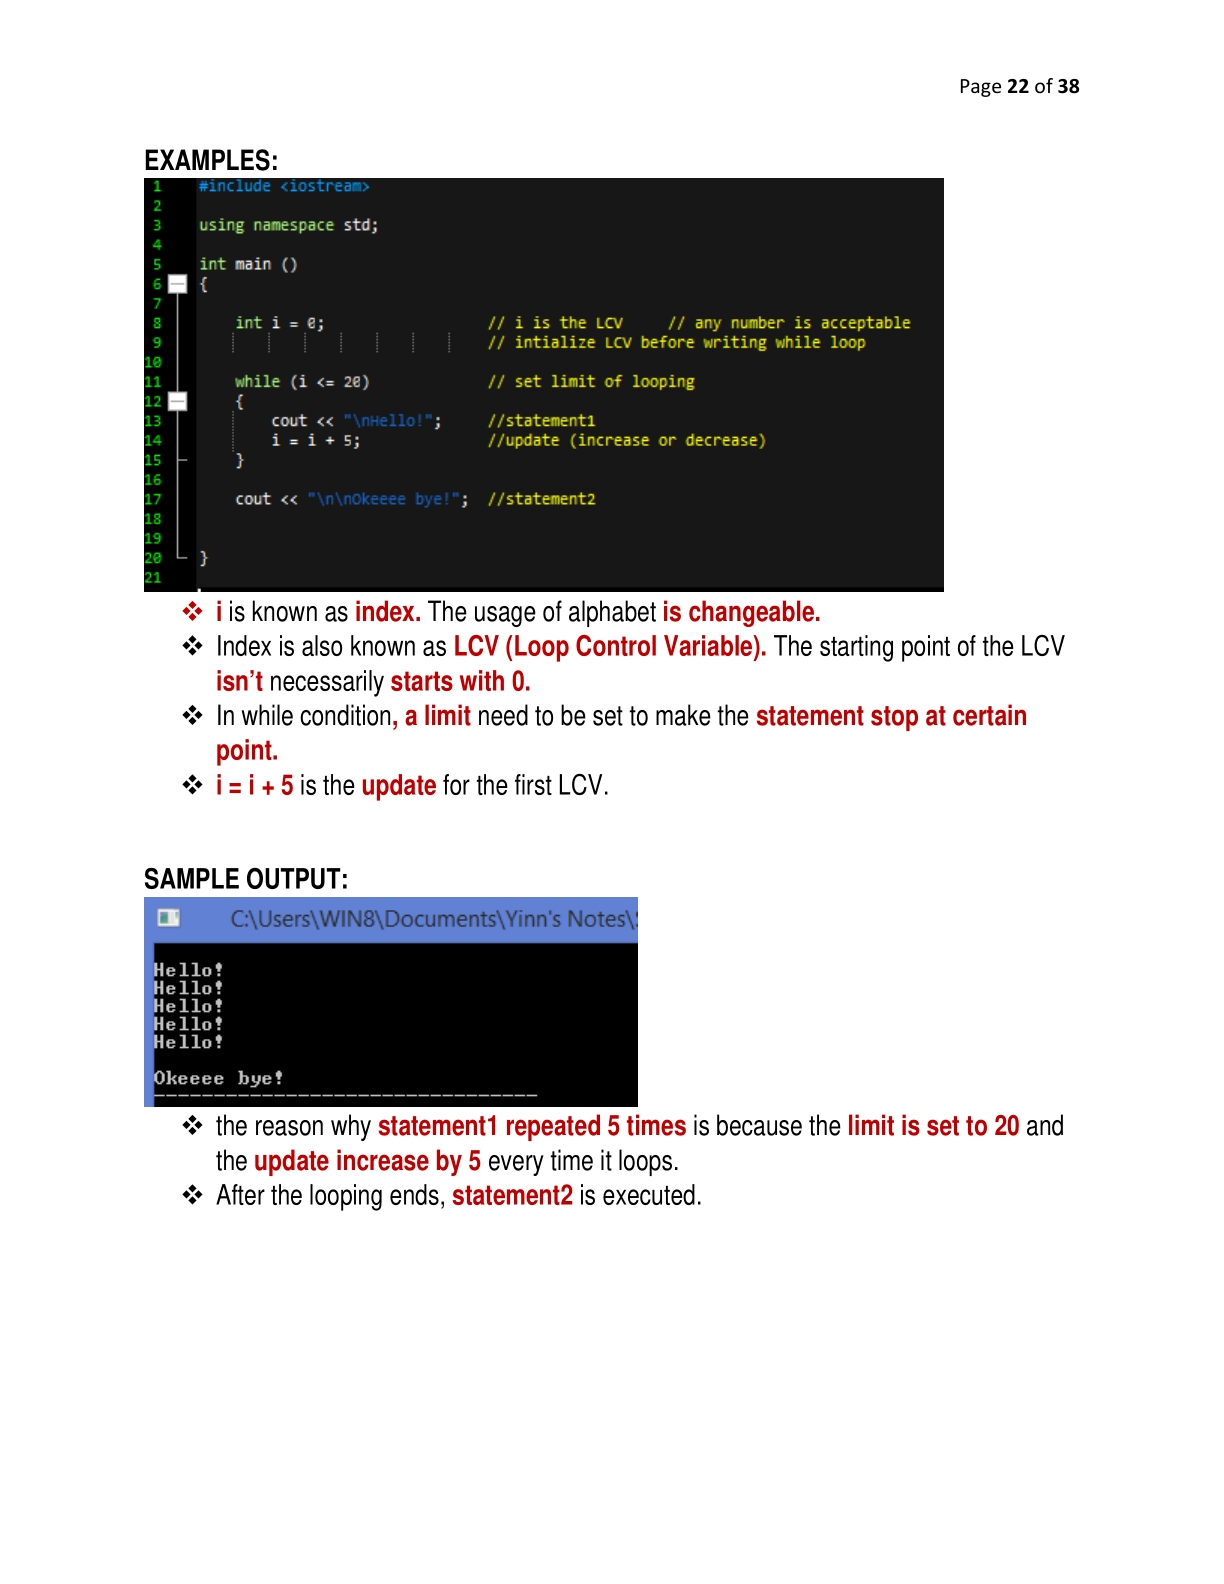 Page 22 of 38
EXAMPLES:
1 #include <iostream>
2
3 using namespace std;
4
5 int main ()
6 {
7
8 int i = 0; // i is the LCV // any number is acceptable
9 // intialize LCV before writing while loop
10
11 while (i <= 20) // set limit of looping
12 {
13 cout << "\nHello!"; //statement1
14 i = i + 5; //update (increase or decrease)
15 }
16
17 cout << "\n\nOkeeee bye!"; //statement2
18
19
20 }
21
❖ i is known as index. The usage of alphabet is changeable.
❖ Index is also known as LCV (Loop Control Variable). The starting point of the LCV
isn’t necessarily starts with 0.
❖ In while condition, a limit need to be set to make the statement stop at certain
point.
❖ i = i + 5 is the update for the first LCV.
SAMPLE OUTPUT:
C:\Users\WIN8\Documents\Yinn's Notes\
Hello!
Hello!
Hello!
Hello!
Hello!
Okeeee bye!
--------------------------------
❖ the reason why statement1 repeated 5 times is because the limit is set to 20 and
the update increase by 5 every time it loops.
❖ After the looping ends, statement2 is executed.